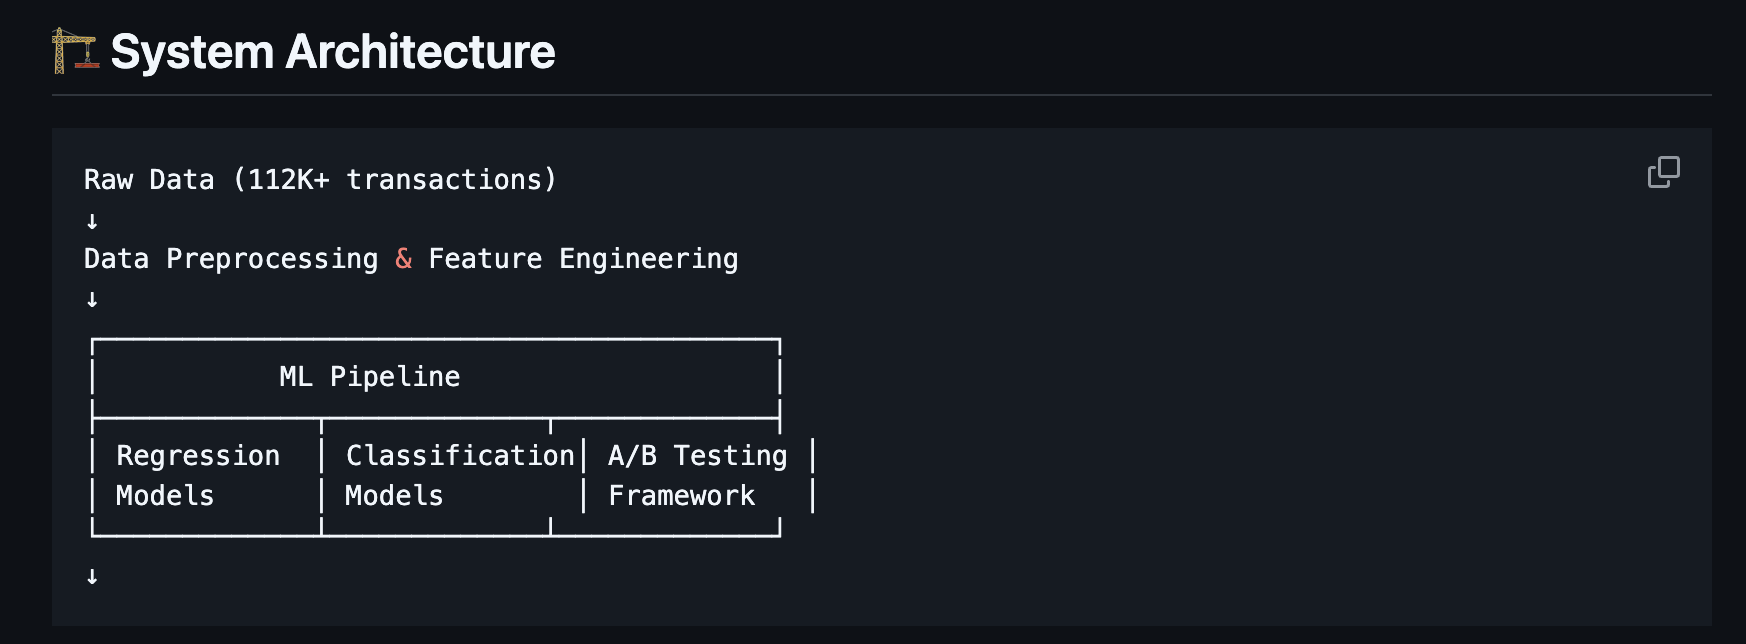 🏗️ System Architecture
Raw Data (112K+ transactions)
↓
Data Preprocessing & Feature Engineering
↓
ML Pipeline
Regression │ Classification│ A/B Testing
Models │ Models │ Framework
↓